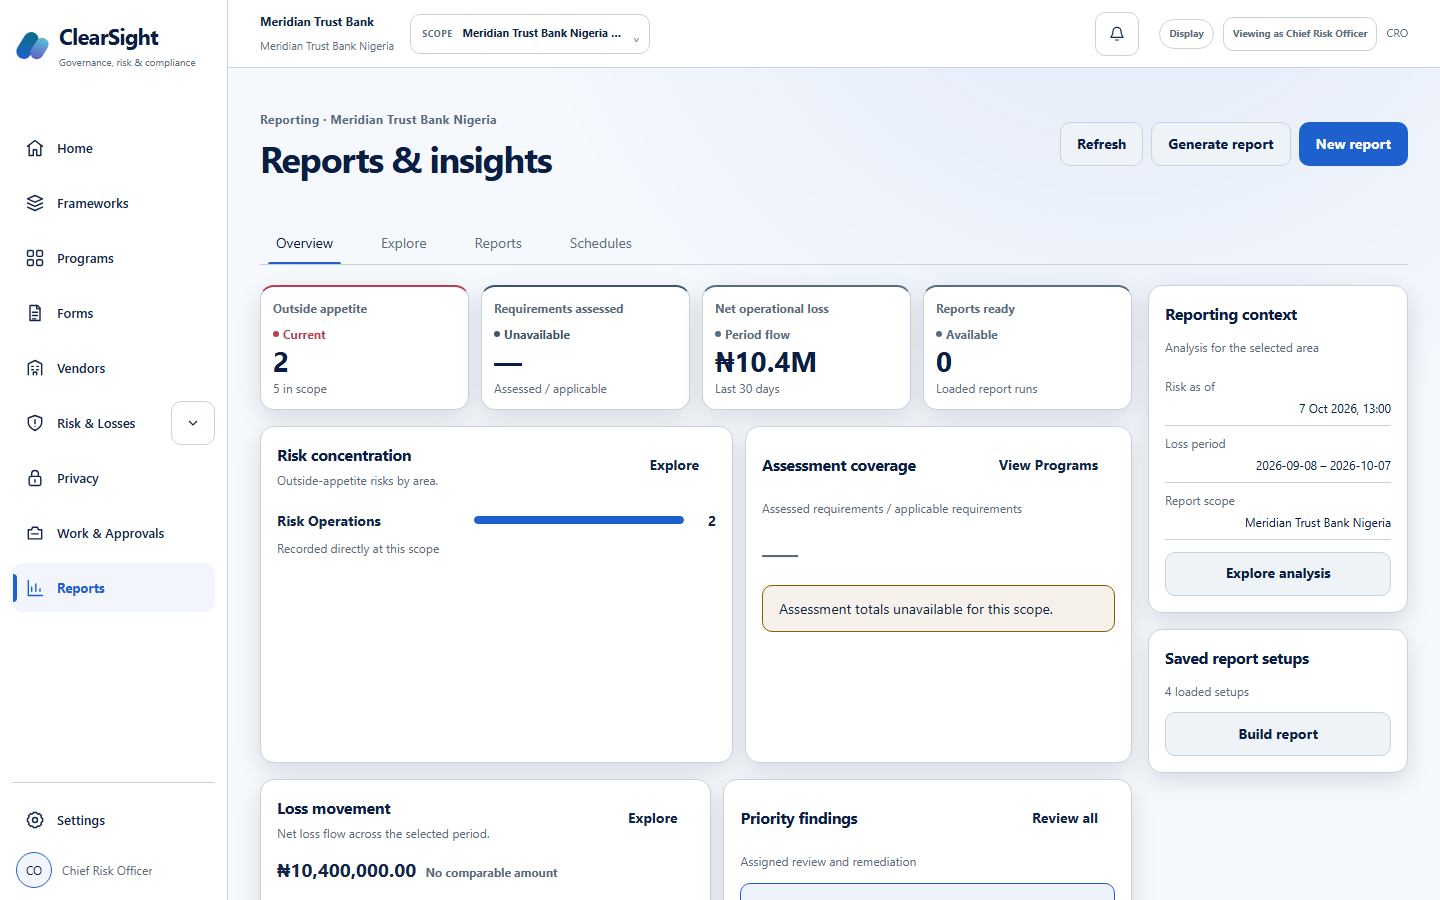 ClearSight
Governance, risk & compliance
Home
Frameworks
Programs
Forms
Vendors
Risk & Losses
Privacy
Work & Approvals
Reports
Settings
CO
Chief Risk Officer
Meridian Trust Bank
Meridian Trust Bank Nigeria
SCOPE Meridian Trust Bank Nigeria ...
Display
Viewing as Chief Risk Officer
CRO
Reporting · Meridian Trust Bank Nigeria
Reports & insights
Refresh
Generate report
New report
Overview
Explore
Reports
Schedules
Outside appetite
Current
2
5 in scope
Requirements assessed
Unavailable
—
Assessed / applicable
Net operational loss
Period flow
₦10.4M
Last 30 days
Reports ready
Available
0
Loaded report runs
Risk concentration
Outside-appetite risks by area.
Explore
Risk Operations
2
Recorded directly at this scope
Assessment coverage
View Programs
Assessed requirements / applicable requirements
—
Assessment totals unavailable for this scope.
Loss movement
Net loss flow across the selected period.
Explore
₦10,400,000.00 No comparable amount
Priority findings
Review all
Assigned review and remediation
Reporting context
Analysis for the selected area
Risk as of
7 Oct 2026, 13:00
Loss period
2026-09-08 – 2026-10-07
Report scope
Meridian Trust Bank Nigeria
Explore analysis
Saved report setups
4 loaded setups
Build report